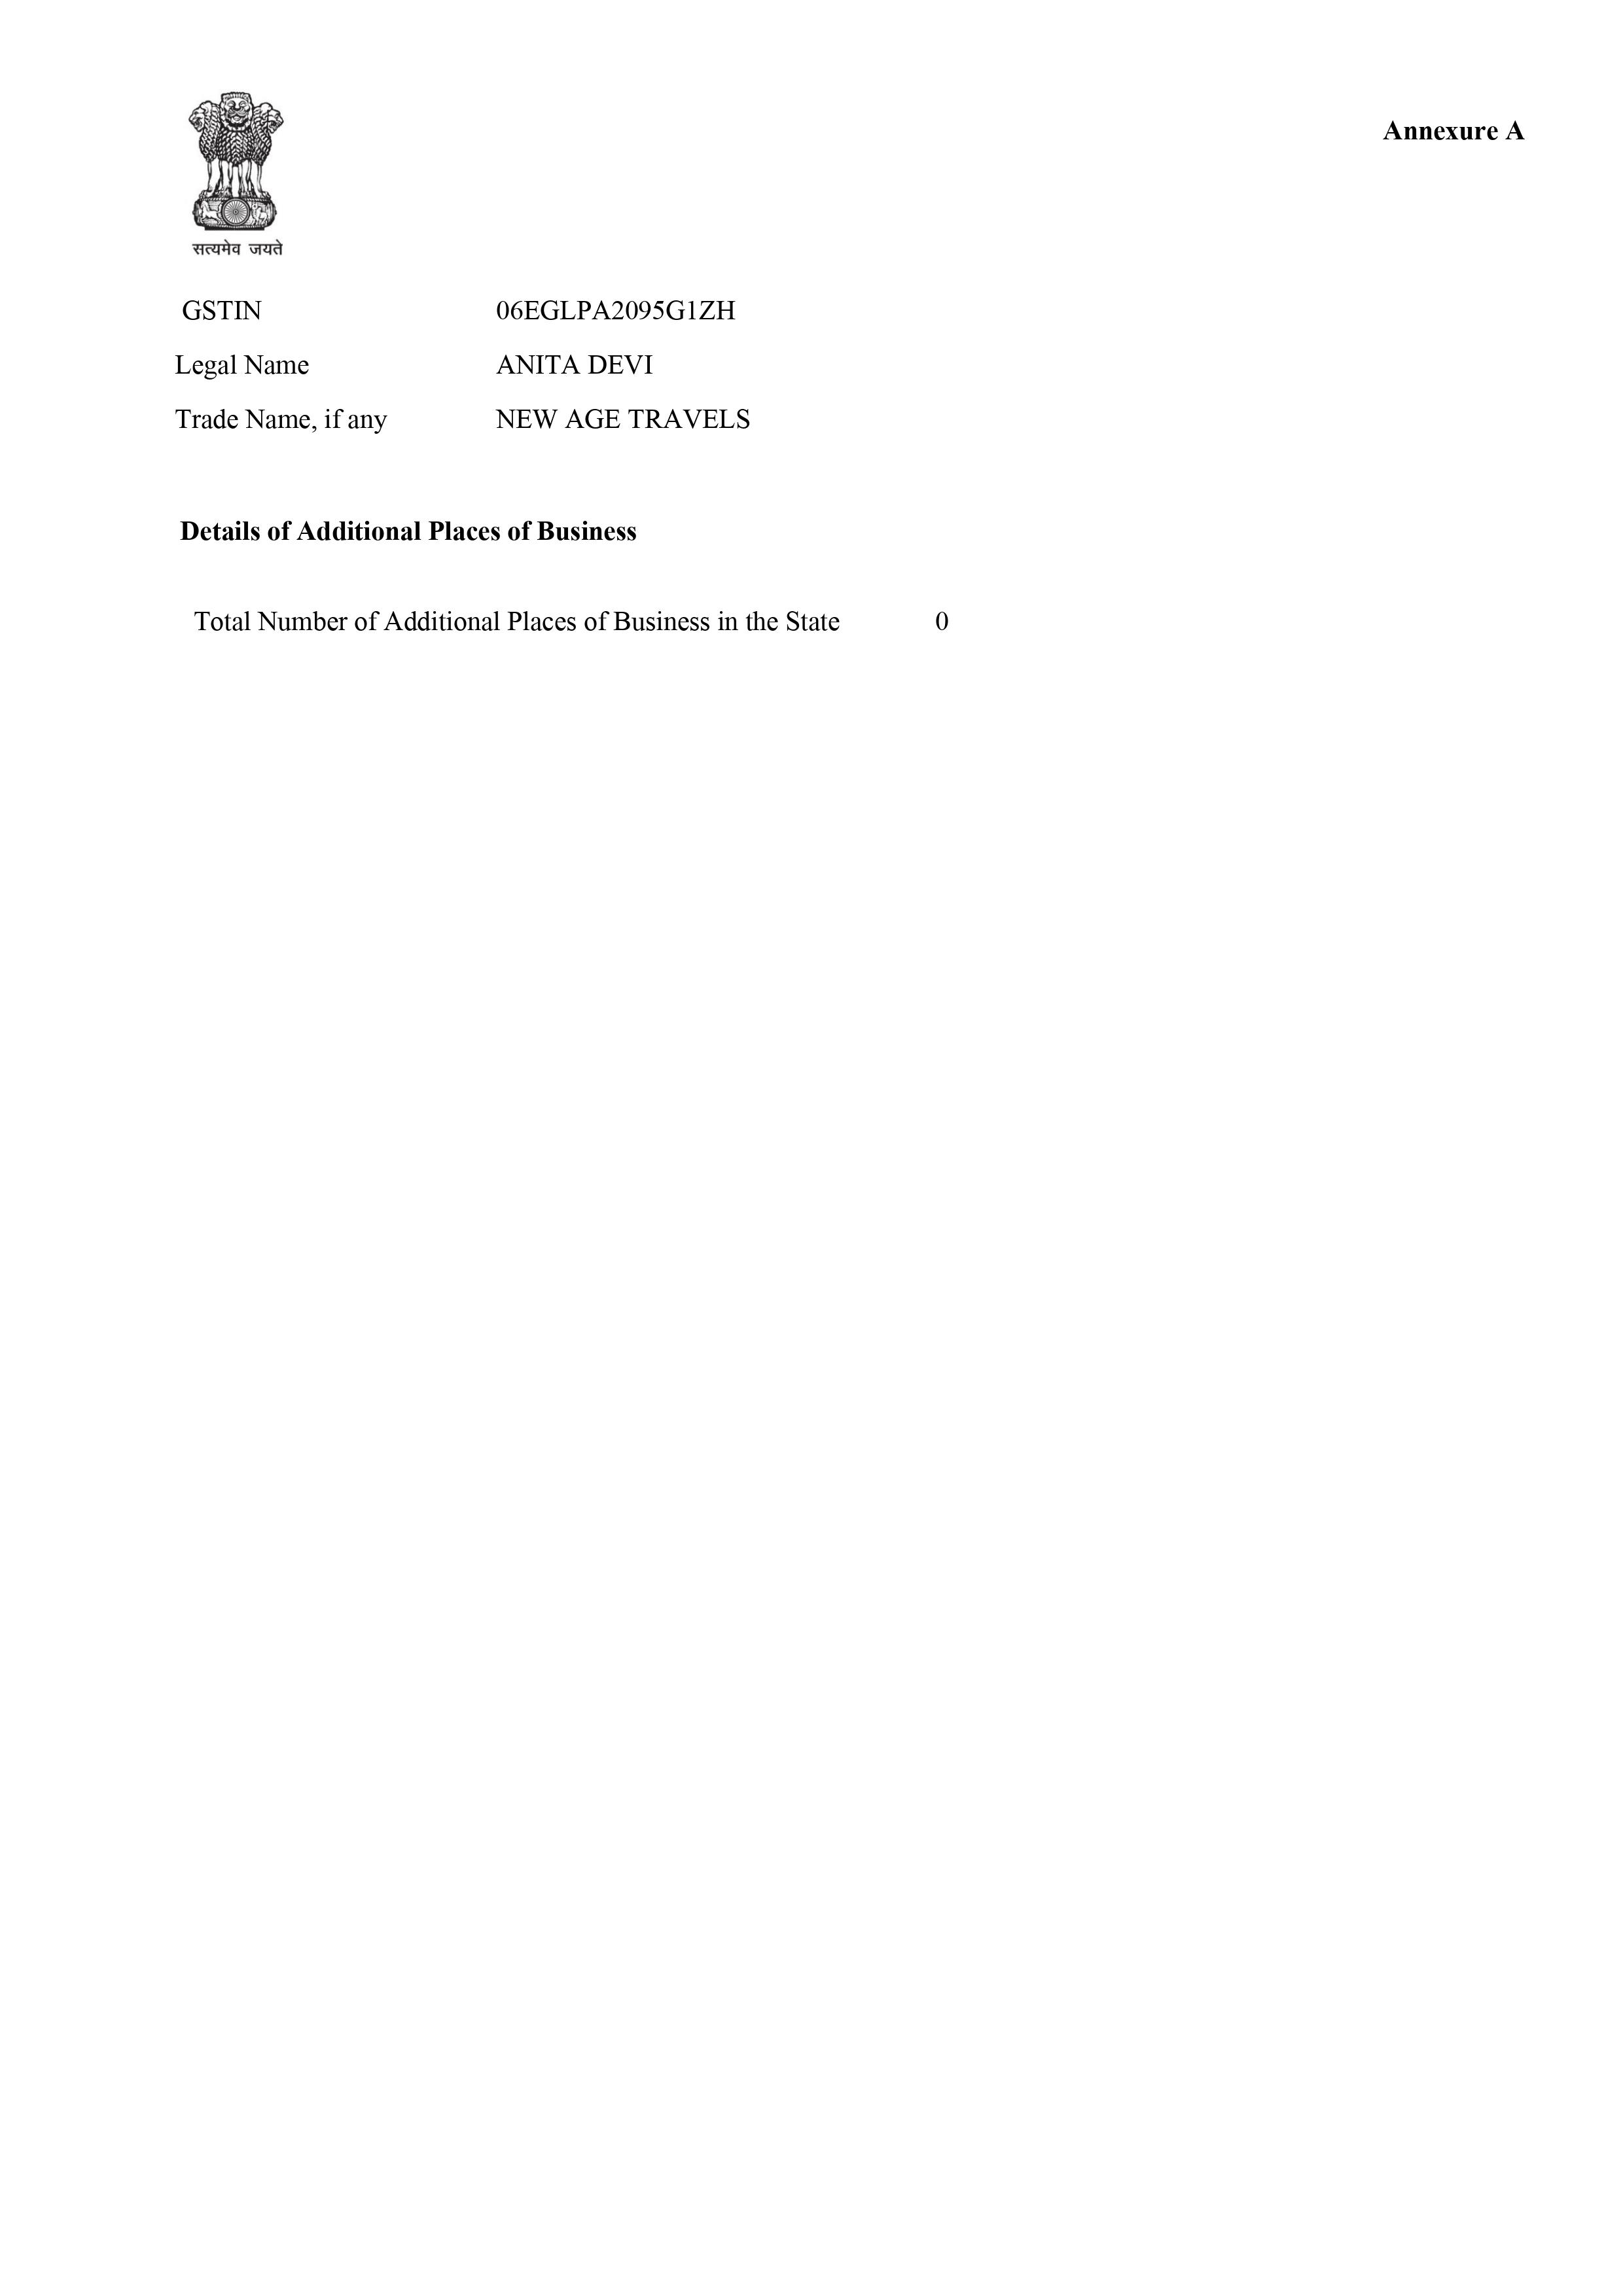 Annexure A
सत्यमेव जयते
GSTIN 06EGLPA2095G1ZH
Legal Name ANITA DEVI
Trade Name, if any NEW AGE TRAVELS
Details of Additional Places of Business
Total Number of Additional Places of Business in the State 0